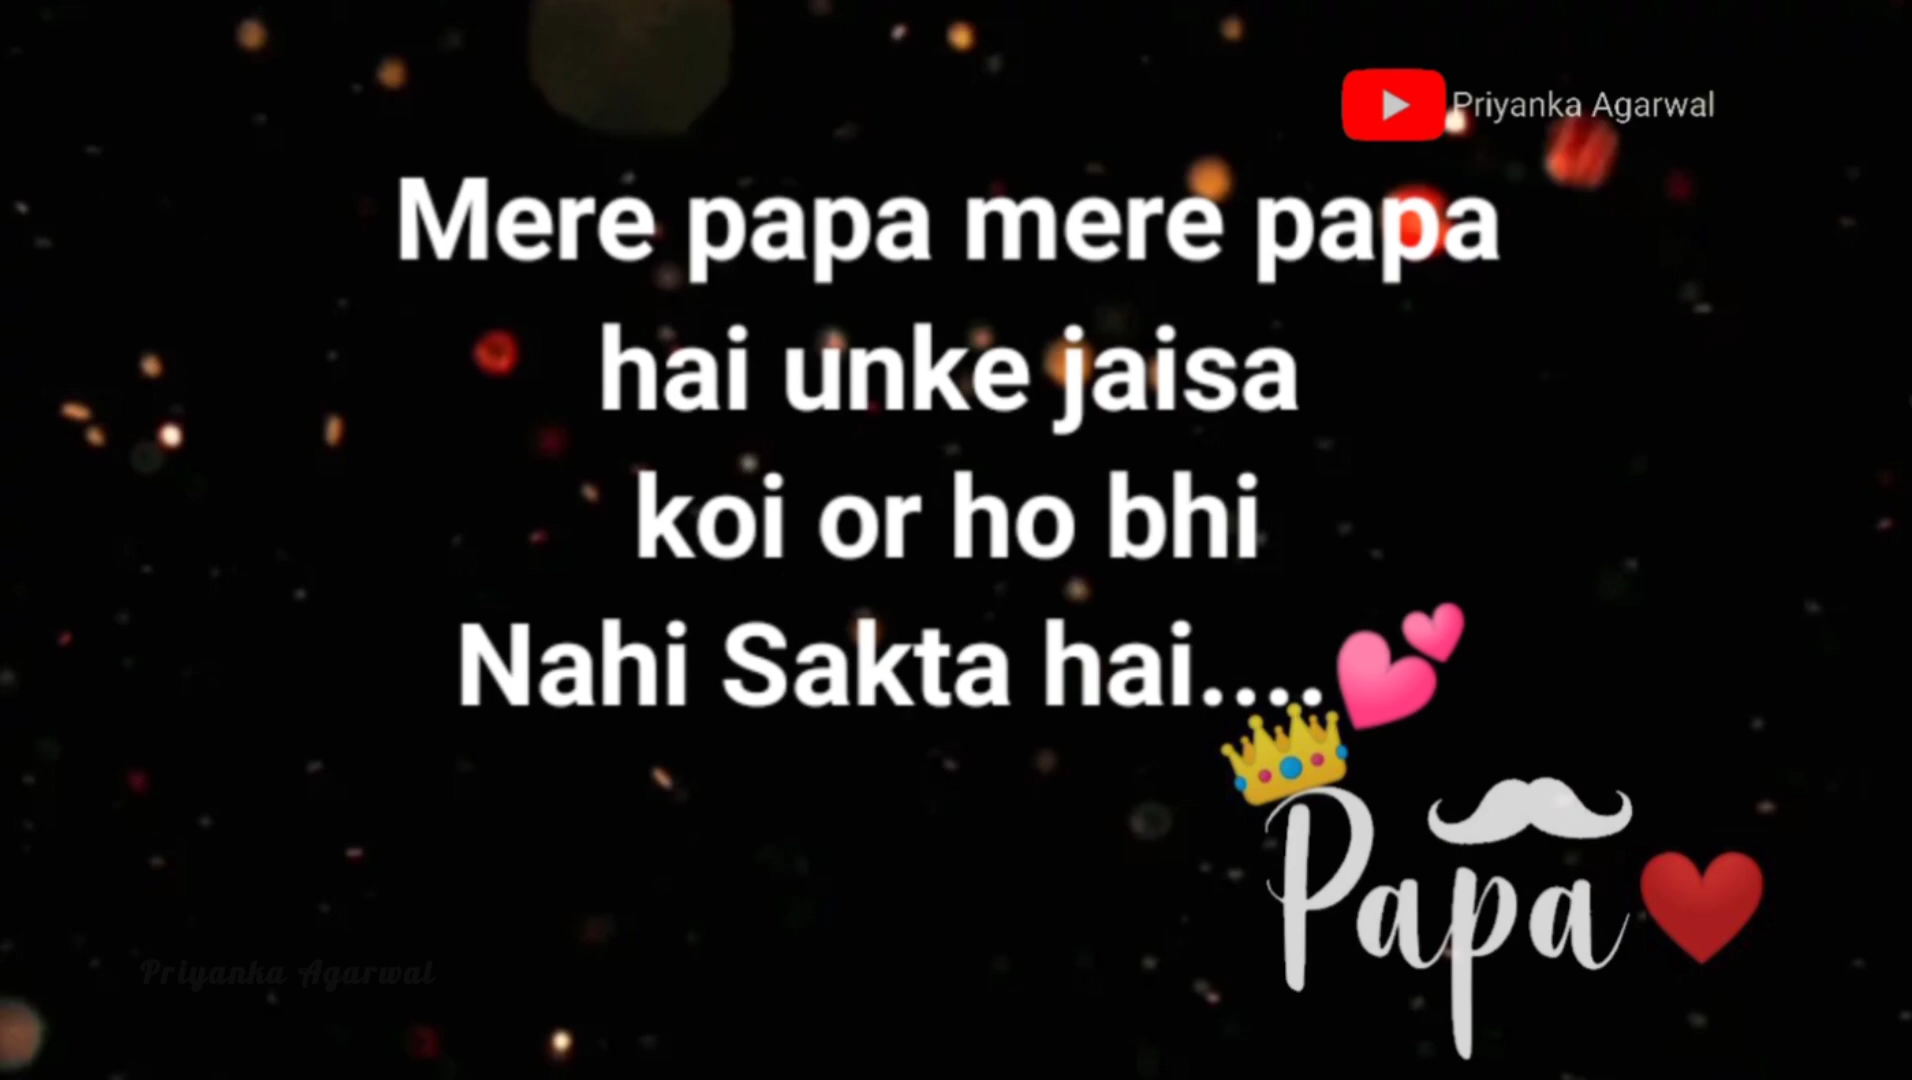 Priyanka Agarwal
Mere papa mere papa
hai unke jaisa
koi or ho bhi
Nahi Sakta hai....💕
👑
Papa❤️
Priyanka Agarwal